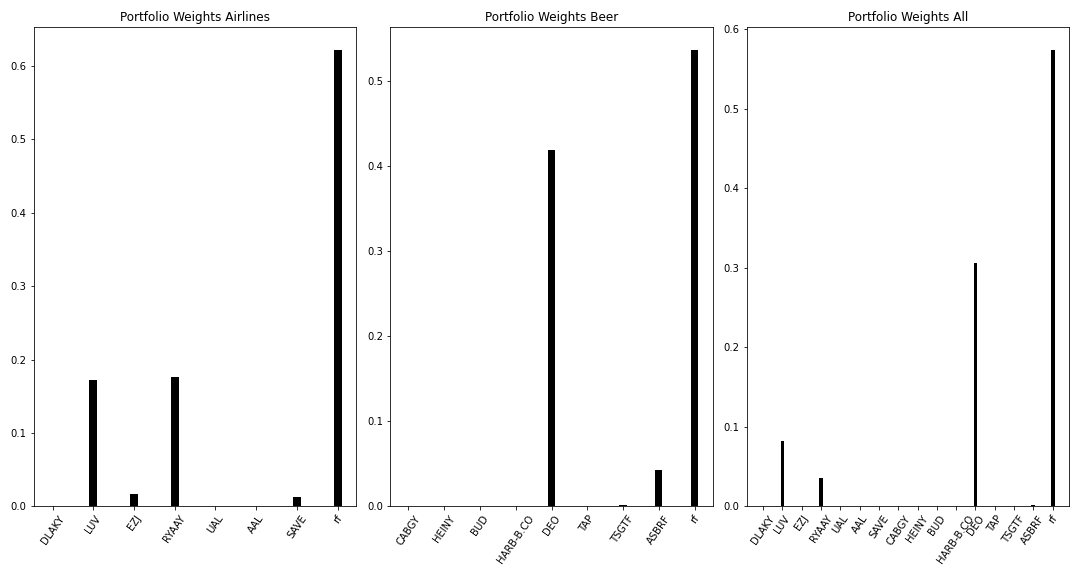 Portfolio Weights Airlines
0.6
0.5
0.4
0.3
0.2
0.1
0.0
DLAKY
LUV
EZJ
RYAAY
UAL
AAL
SAVE
rf
Portfolio Weights Beer
0.5
0.4
0.3
0.2
0.1
0.0
CABGY
HEINY
BUD
HARB-B.CO
DEO
TAP
TSGTF
ASBRF
rf
Portfolio Weights All
0.6
0.5
0.4
0.3
0.2
0.1
0.0
DLAKY
LUV
EZJ
RYAAY
UAL
AAL
SAVE
CABGY
HEINY
BUD
HARB-B.CO
DEO
TAP
TSGTF
ASBRF
rf